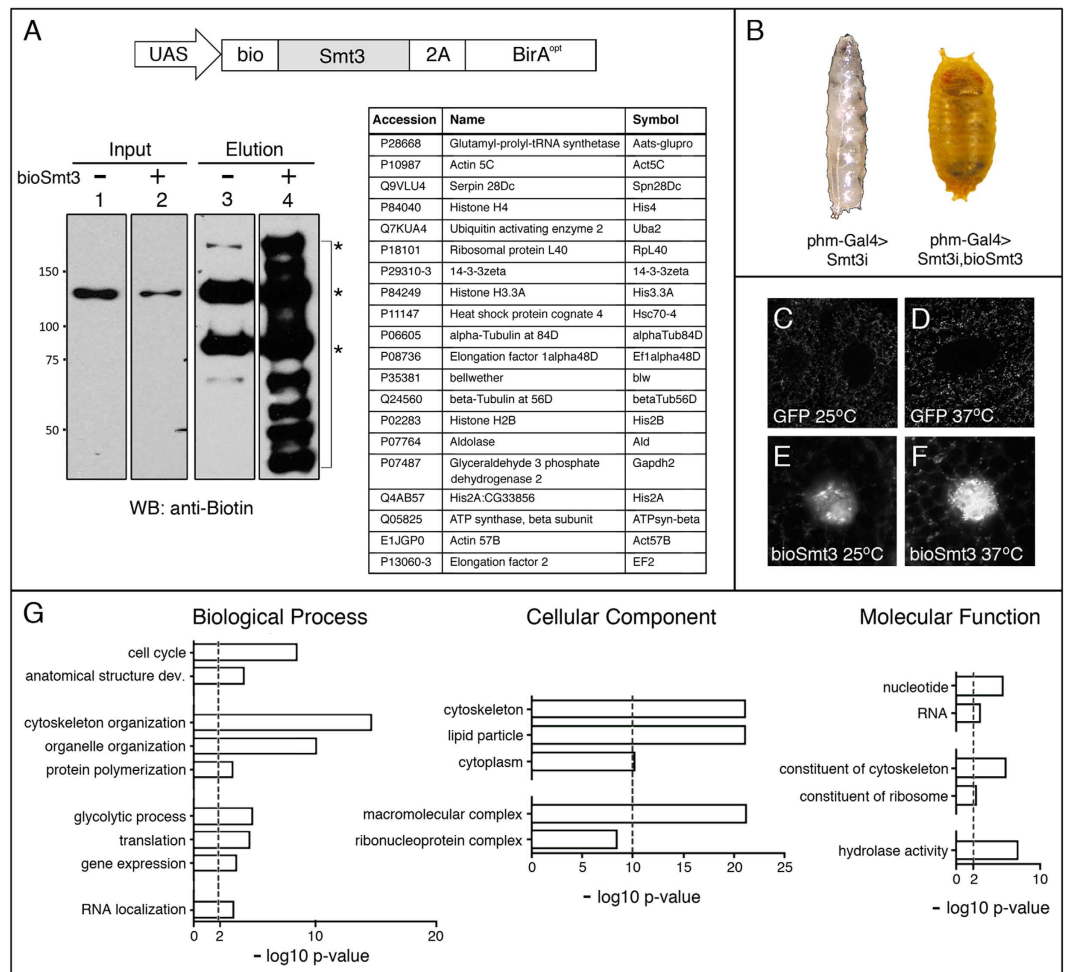 A
UAS bio Smt3 2A BirA^opt
Input Elution
bioSmt3 – + – +
1 2 3 4
150
100
75
50
*
*
*
WB: anti-Biotin
Accession Name Symbol
P28668 Glutamyl-prolyl-tRNA synthetase Aats-glupro
P10987 Actin 5C Act5C
Q9VLU4 Serpin 28Dc Spn28Dc
P84040 Histone H4 His4
Q7KUA4 Ubiquitin activating enzyme 2 Uba2
P18101 Ribosomal protein L40 RpL40
P29310-3 14-3-3zeta 14-3-3zeta
P84249 Histone H3.3A His3.3A
P11147 Heat shock protein cognate 4 Hsc70-4
P06605 alpha-Tubulin at 84D alphaTub84D
P08736 Elongation factor 1alpha48D Ef1alpha48D
P35381 bellwether blw
Q24560 beta-Tubulin at 56D betaTub56D
P02283 Histone H2B His2B
P07764 Aldolase Ald
P07487 Glyceraldehyde 3 phosphate Gapdh2
dehydrogenase 2
Q4AB57 His2A:CG33856 His2A
Q05825 ATP synthase, beta subunit ATPsyn-beta
E1JGP0 Actin 57B Act57B
P13060-3 Elongation factor 2 EF2
B
phm-Gal4> phm-Gal4>
Smt3i Smt3i,bioSmt3
C D
GFP 25ºC GFP 37ºC
E F
bioSmt3 25ºC bioSmt3 37ºC
G
Biological Process
cell cycle
anatomical structure dev.
cytoskeleton organization
organelle organization
protein polymerization
glycolytic process
translation
gene expression
RNA localization
0 2 10 20
– log10 p-value
Cellular Component
cytoskeleton
lipid particle
cytoplasm
macromolecular complex
ribonucleoprotein complex
0 10 15 20 25
– log10 p-value
Molecular Function
nucleotide
RNA
constituent of cytoskeleton
constituent of ribosome
hydrolase activity
0 2 10
– log10 p-value